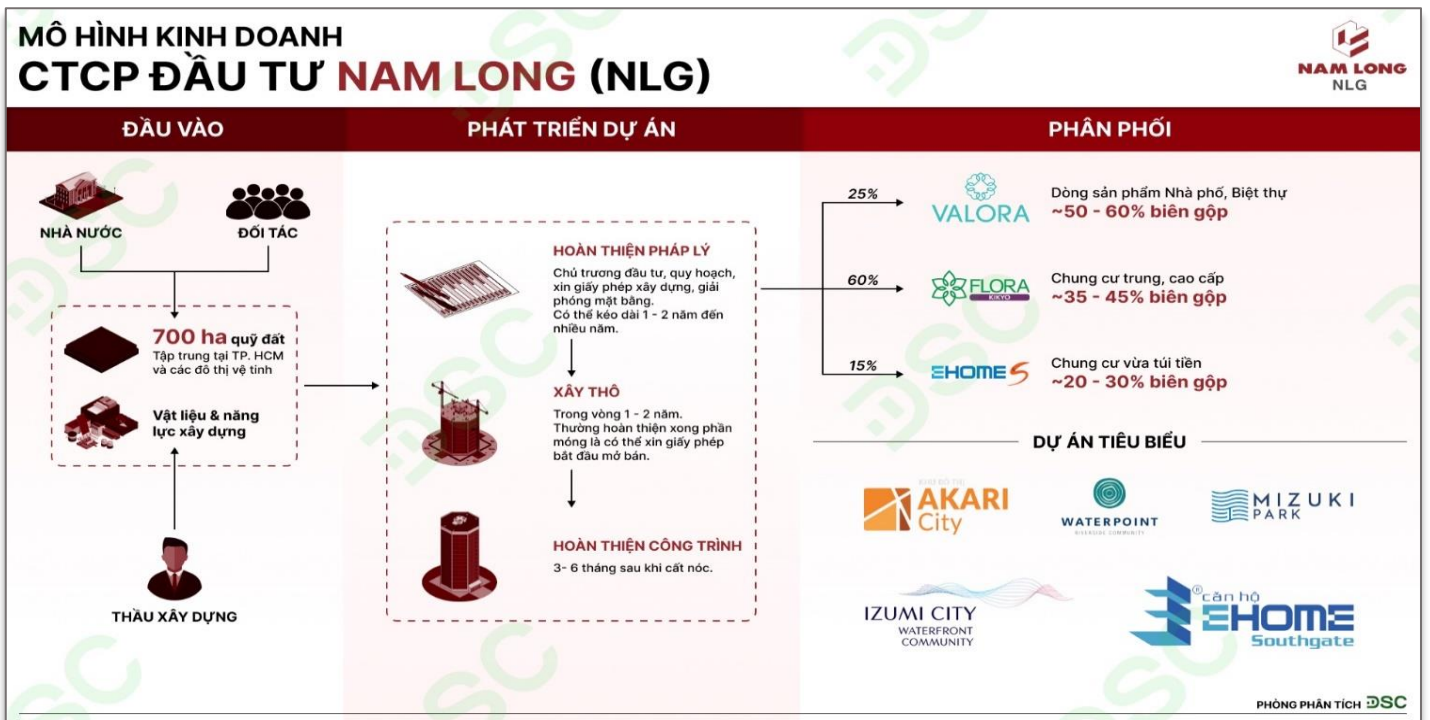 MÔ HÌNH KINH DOANH
CTCP ĐẦU TƯ NAM LONG (NLG)
NAM LONG
NLG
ĐẦU VÀO
PHÁT TRIỂN DỰ ÁN
PHÂN PHỐI
NHÀ NƯỚC
ĐỐI TÁC
700 ha quỹ đất
Tập trung tại TP. HCM
và các đô thị vệ tinh
Vật liệu & năng
lực xây dựng
THẦU XÂY DỰNG
HOÀN THIỆN PHÁP LÝ
Chủ trương đầu tư, quy hoạch,
xin giấy phép xây dựng, giải
phóng mặt bằng.
Có thể kéo dài 1 - 2 năm đến
nhiều năm.
XÂY THÔ
Trong vòng 1 - 2 năm.
Thường hoàn thiện xong phần
móng là có thể xin giấy phép
bắt đầu mở bán.
HOÀN THIỆN CÔNG TRÌNH
3- 6 tháng sau khi cất nóc.
25%
VALORA
Dòng sản phẩm Nhà phố, Biệt thự
~50 - 60% biên gộp
60%
FLORA
KIKYO
Chung cư trung, cao cấp
~35 - 45% biên gộp
15%
EHOME S
Chung cư vừa túi tiền
~20 - 30% biên gộp
DỰ ÁN TIÊU BIỂU
KHU ĐÔ THỊ
AKARI
City
WATERPOINT
RIVERSIDE COMMUNITY
MIZUKI
PARK
IZUMI CITY
WATERFRONT
COMMUNITY
®căn hộ
EHOME
Southgate
PHÒNG PHÂN TÍCH DSC